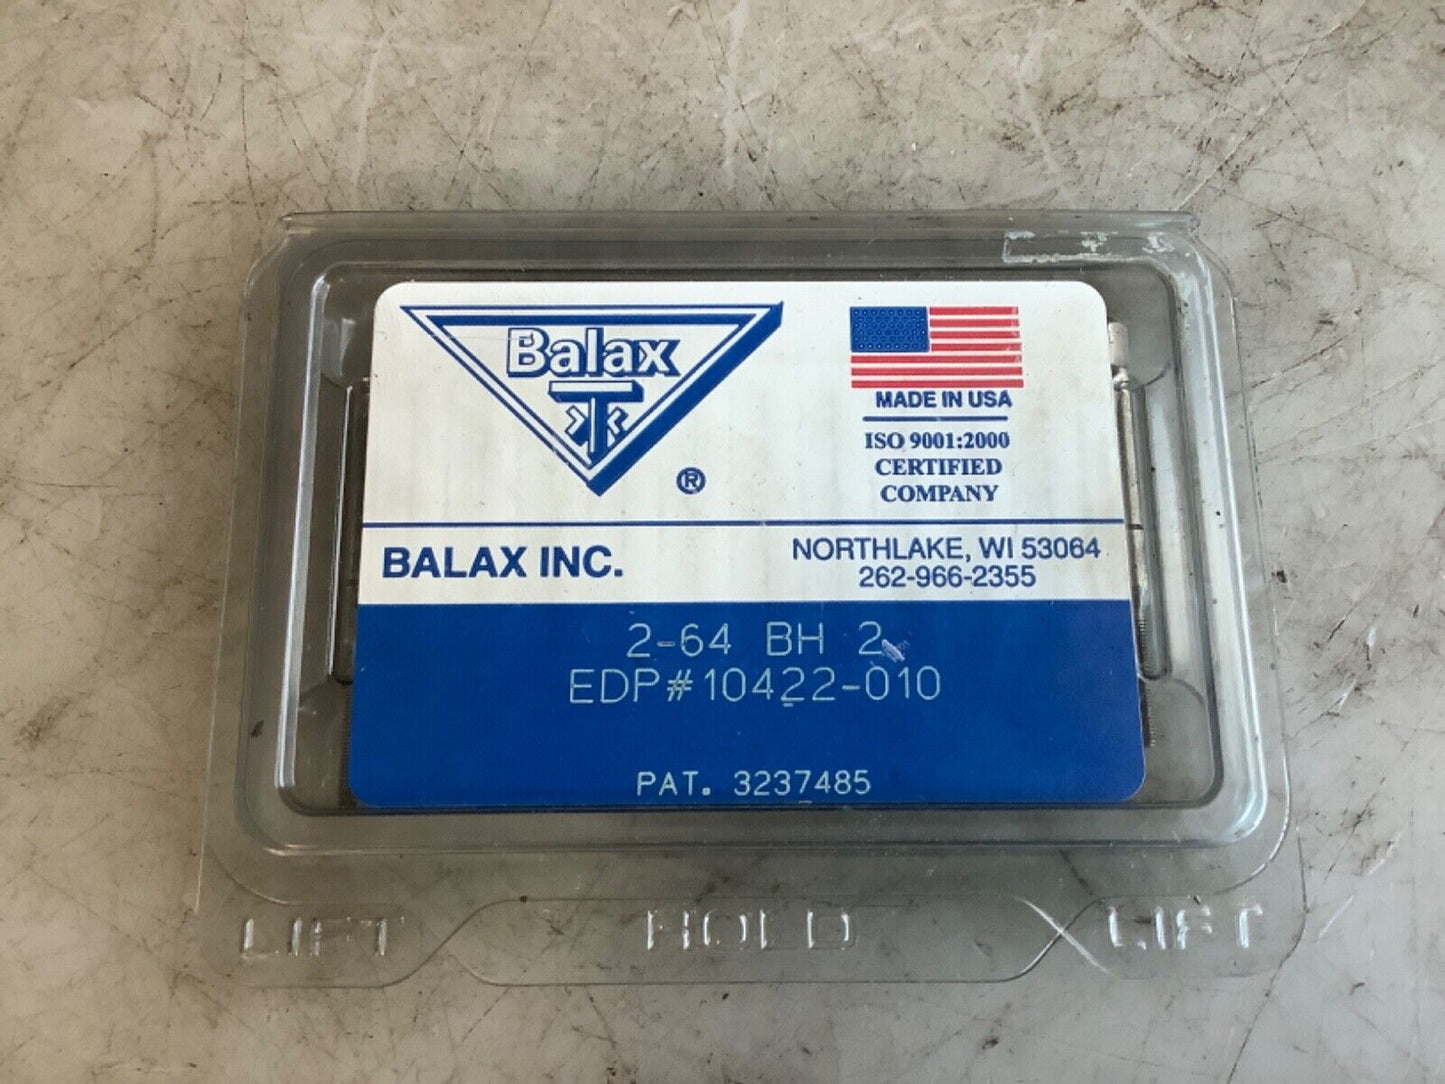 Balax
T
®
MADE IN USA
ISO 9001:2000
CERTIFIED
COMPANY
BALAX INC.
NORTHLAKE, WI 53064
262-966-2355
2-64 BH 2
EDP#10422-010
PAT. 3237485
LIFT HOLD LIFT